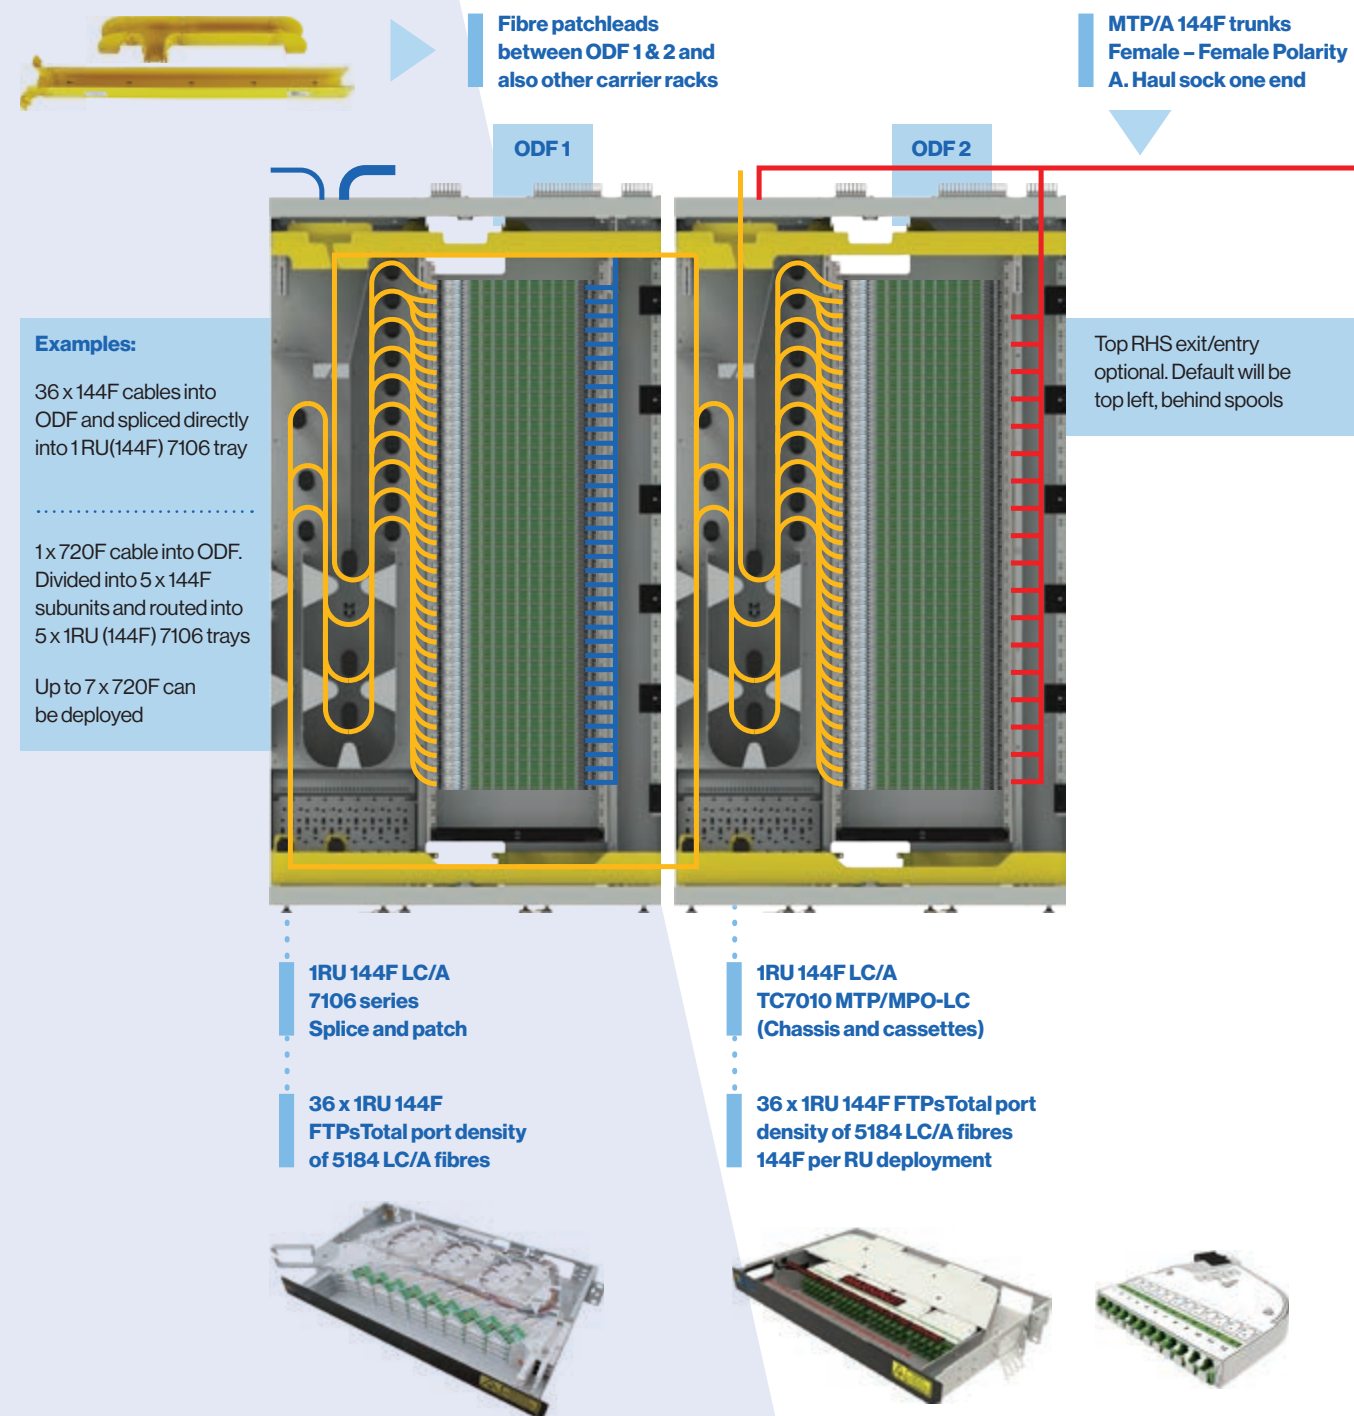 Fibre patchleads
between ODF 1 & 2 and
also other carrier racks
MTP/A 144F trunks
Female – Female Polarity
A. Haul sock one end
ODF 1
ODF 2
Examples:
36 x 144F cables into
ODF and spliced directly
into 1 RU(144F) 7106 tray
1 x 720F cable into ODF.
Divided into 5 x 144F
subunits and routed into
5 x 1RU (144F) 7106 trays
Up to 7 x 720F can
be deployed
Top RHS exit/entry
optional. Default will be
top left, behind spools
1RU 144F LC/A
7106 series
Splice and patch
36 x 1RU 144F
FTPsTotal port density
of 5184 LC/A fibres
1RU 144F LC/A
TC7010 MTP/MPO-LC
(Chassis and cassettes)
36 x 1RU 144F FTPsTotal port
density of 5184 LC/A fibres
144F per RU deployment